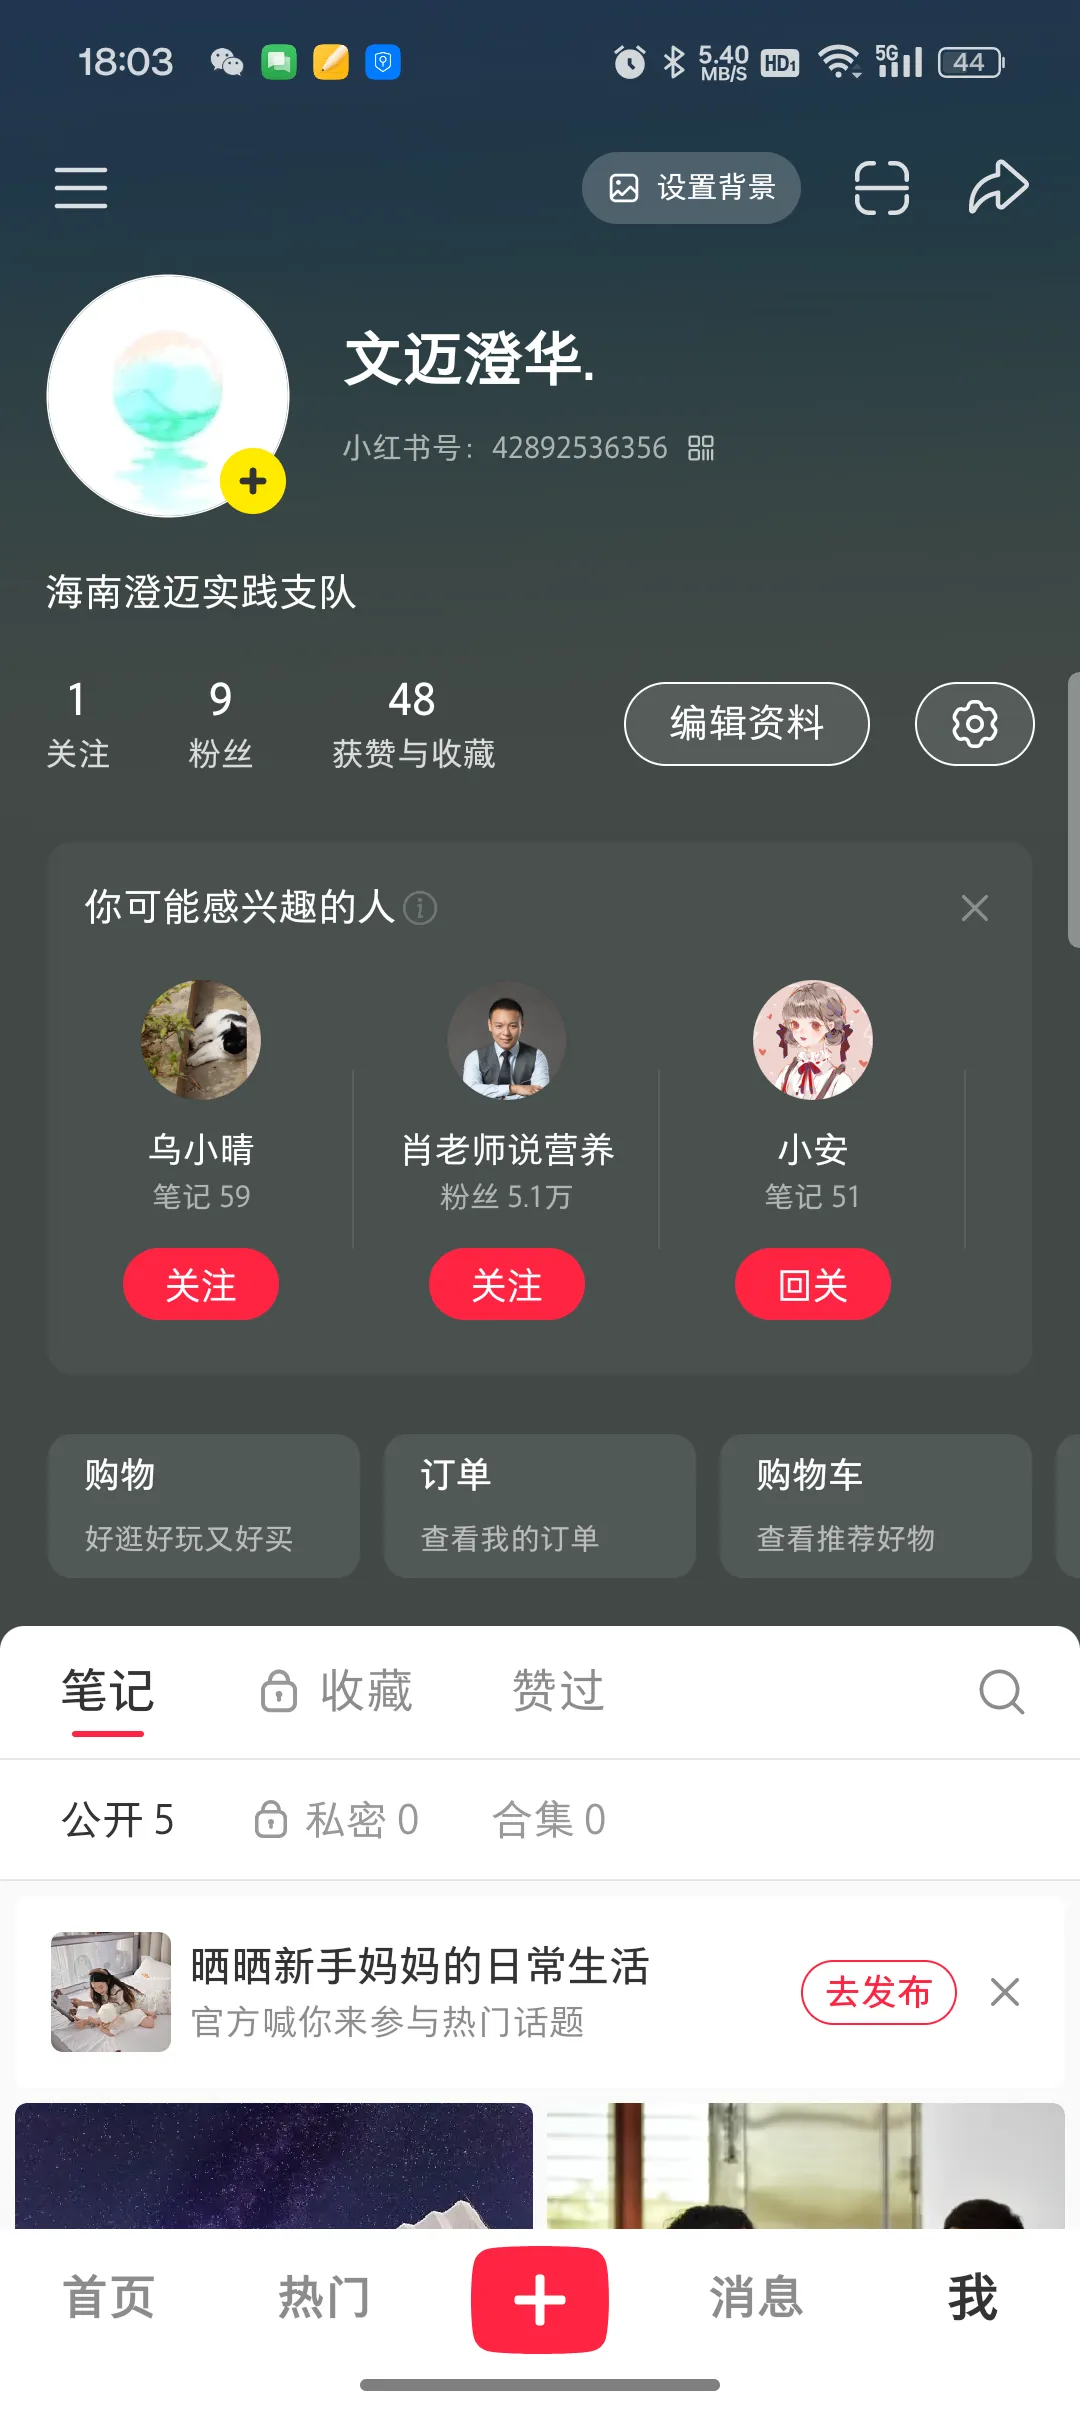 18:03
5.40 MB/S HD1 5G 44
设置背景
文迈澄华.
小红书号：42892536356
海南澄迈实践支队
1 9 48
关注 粉丝 获赞与收藏
编辑资料
你可能感兴趣的人
乌小晴 肖老师说营养 小安
笔记 59 粉丝 5.1万 笔记 51
关注 关注 回关
购物 订单 购物车
好逛好玩又好买 查看我的订单 查看推荐好物
笔记 收藏 赞过
公开 5 私密 0 合集 0
晒晒新手妈妈的日常生活
官方喊你来参与热门话题
去发布
首页 热门 消息 我